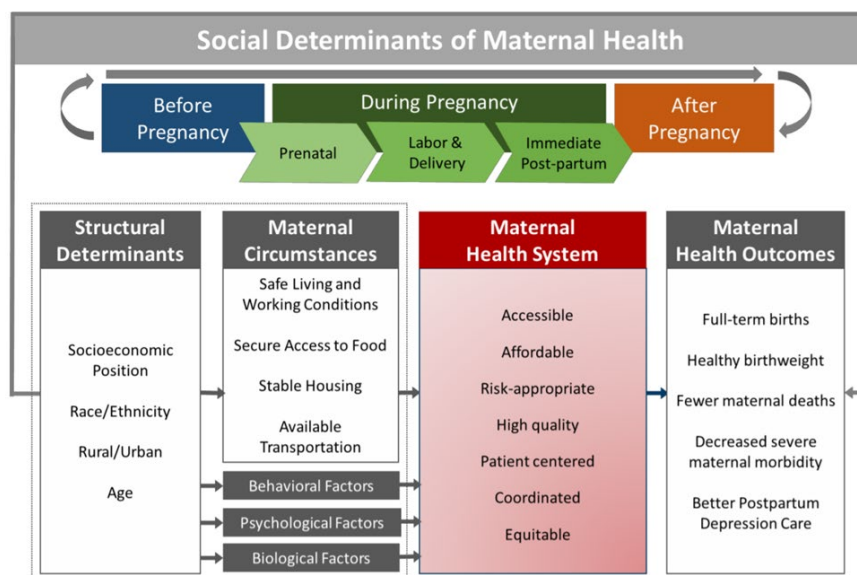 Social Determinants of Maternal Health
Before
Pregnancy
During Pregnancy
After
Pregnancy
Prenatal
Labor &
Delivery
Immediate
Post-partum
Structural
Determinants
Socioeconomic
Position
Race/Ethnicity
Rural/Urban
Age
Maternal
Circumstances
Safe Living and
Working Conditions
Secure Access to Food
Stable Housing
Available
Transportation
Behavioral Factors
Psychological Factors
Biological Factors
Maternal
Health System
Accessible
Affordable
Risk-appropriate
High quality
Patient centered
Coordinated
Equitable
Maternal
Health Outcomes
Full-term births
Healthy birthweight
Fewer maternal deaths
Decreased severe
maternal morbidity
Better Postpartum
Depression Care